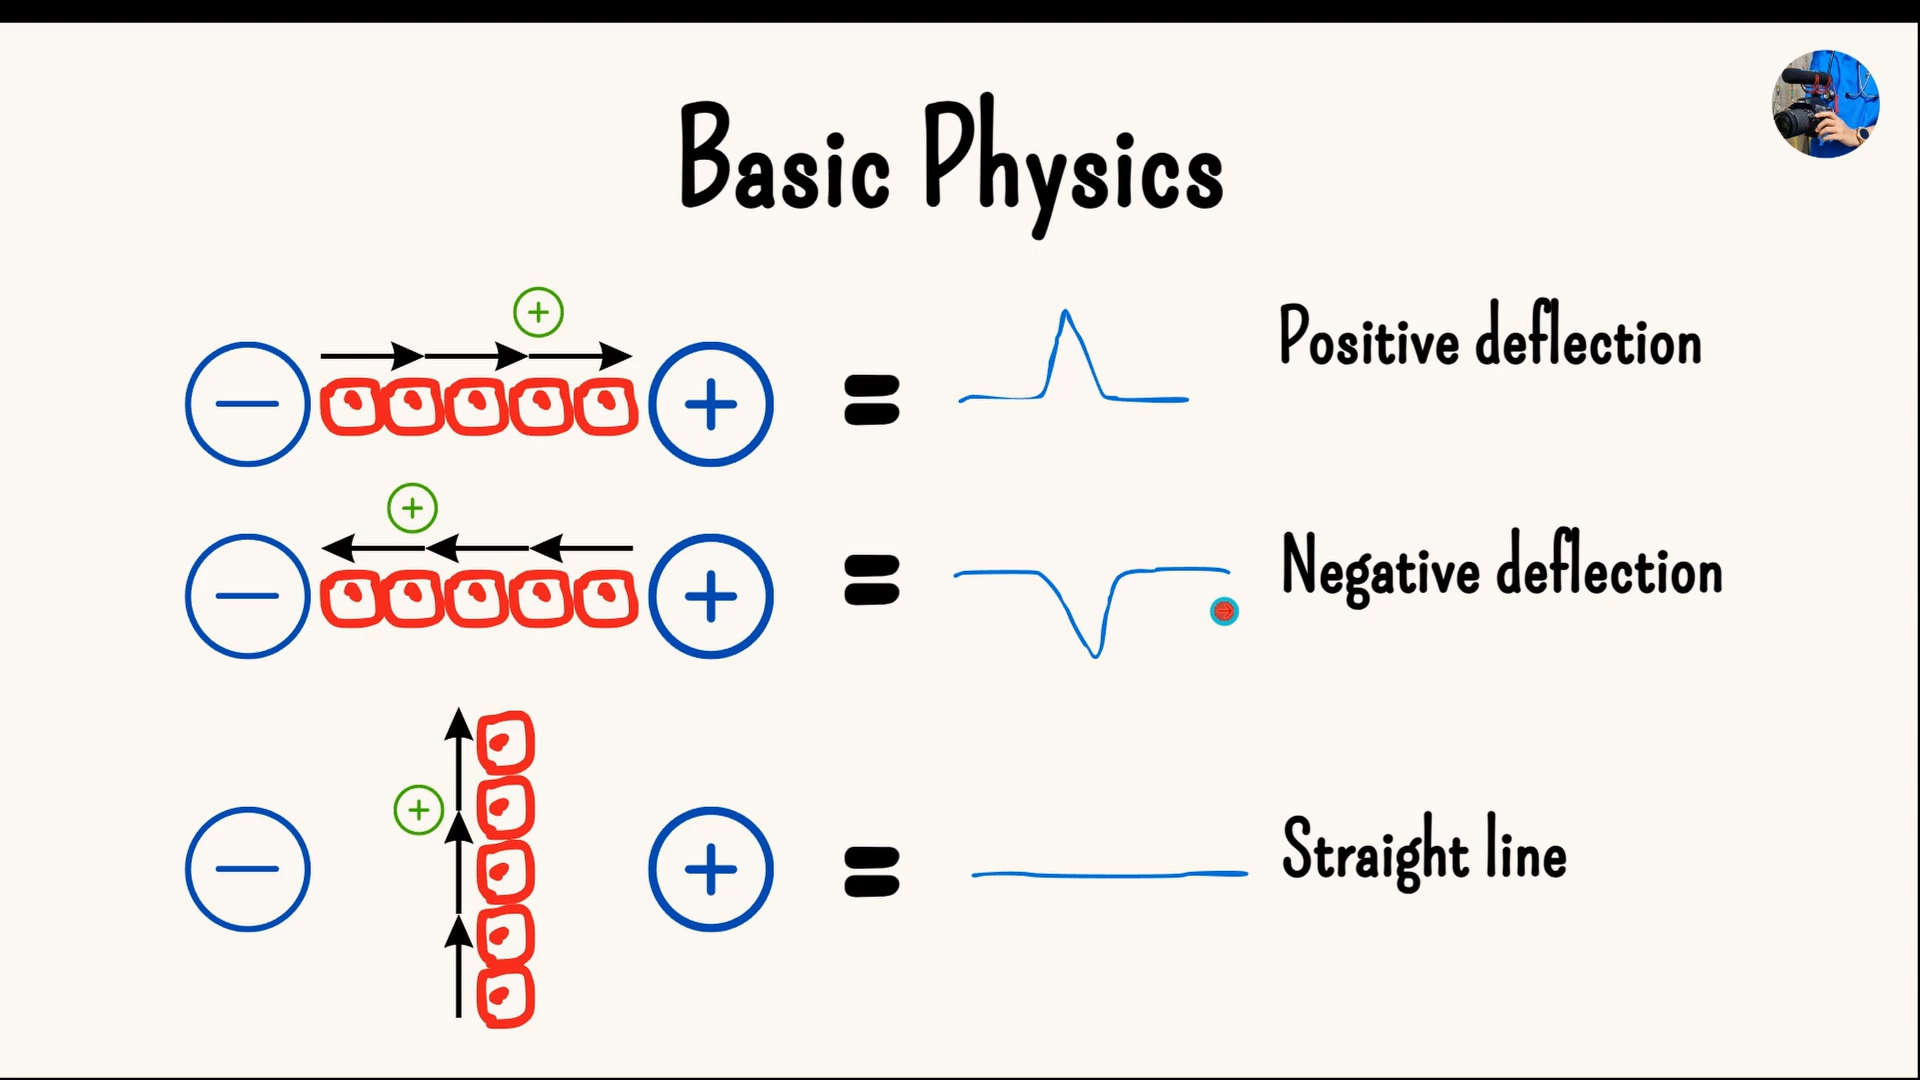 Basic Physics
+
− + = Positive deflection
+
− + = Negative deflection
+
− + = Straight line